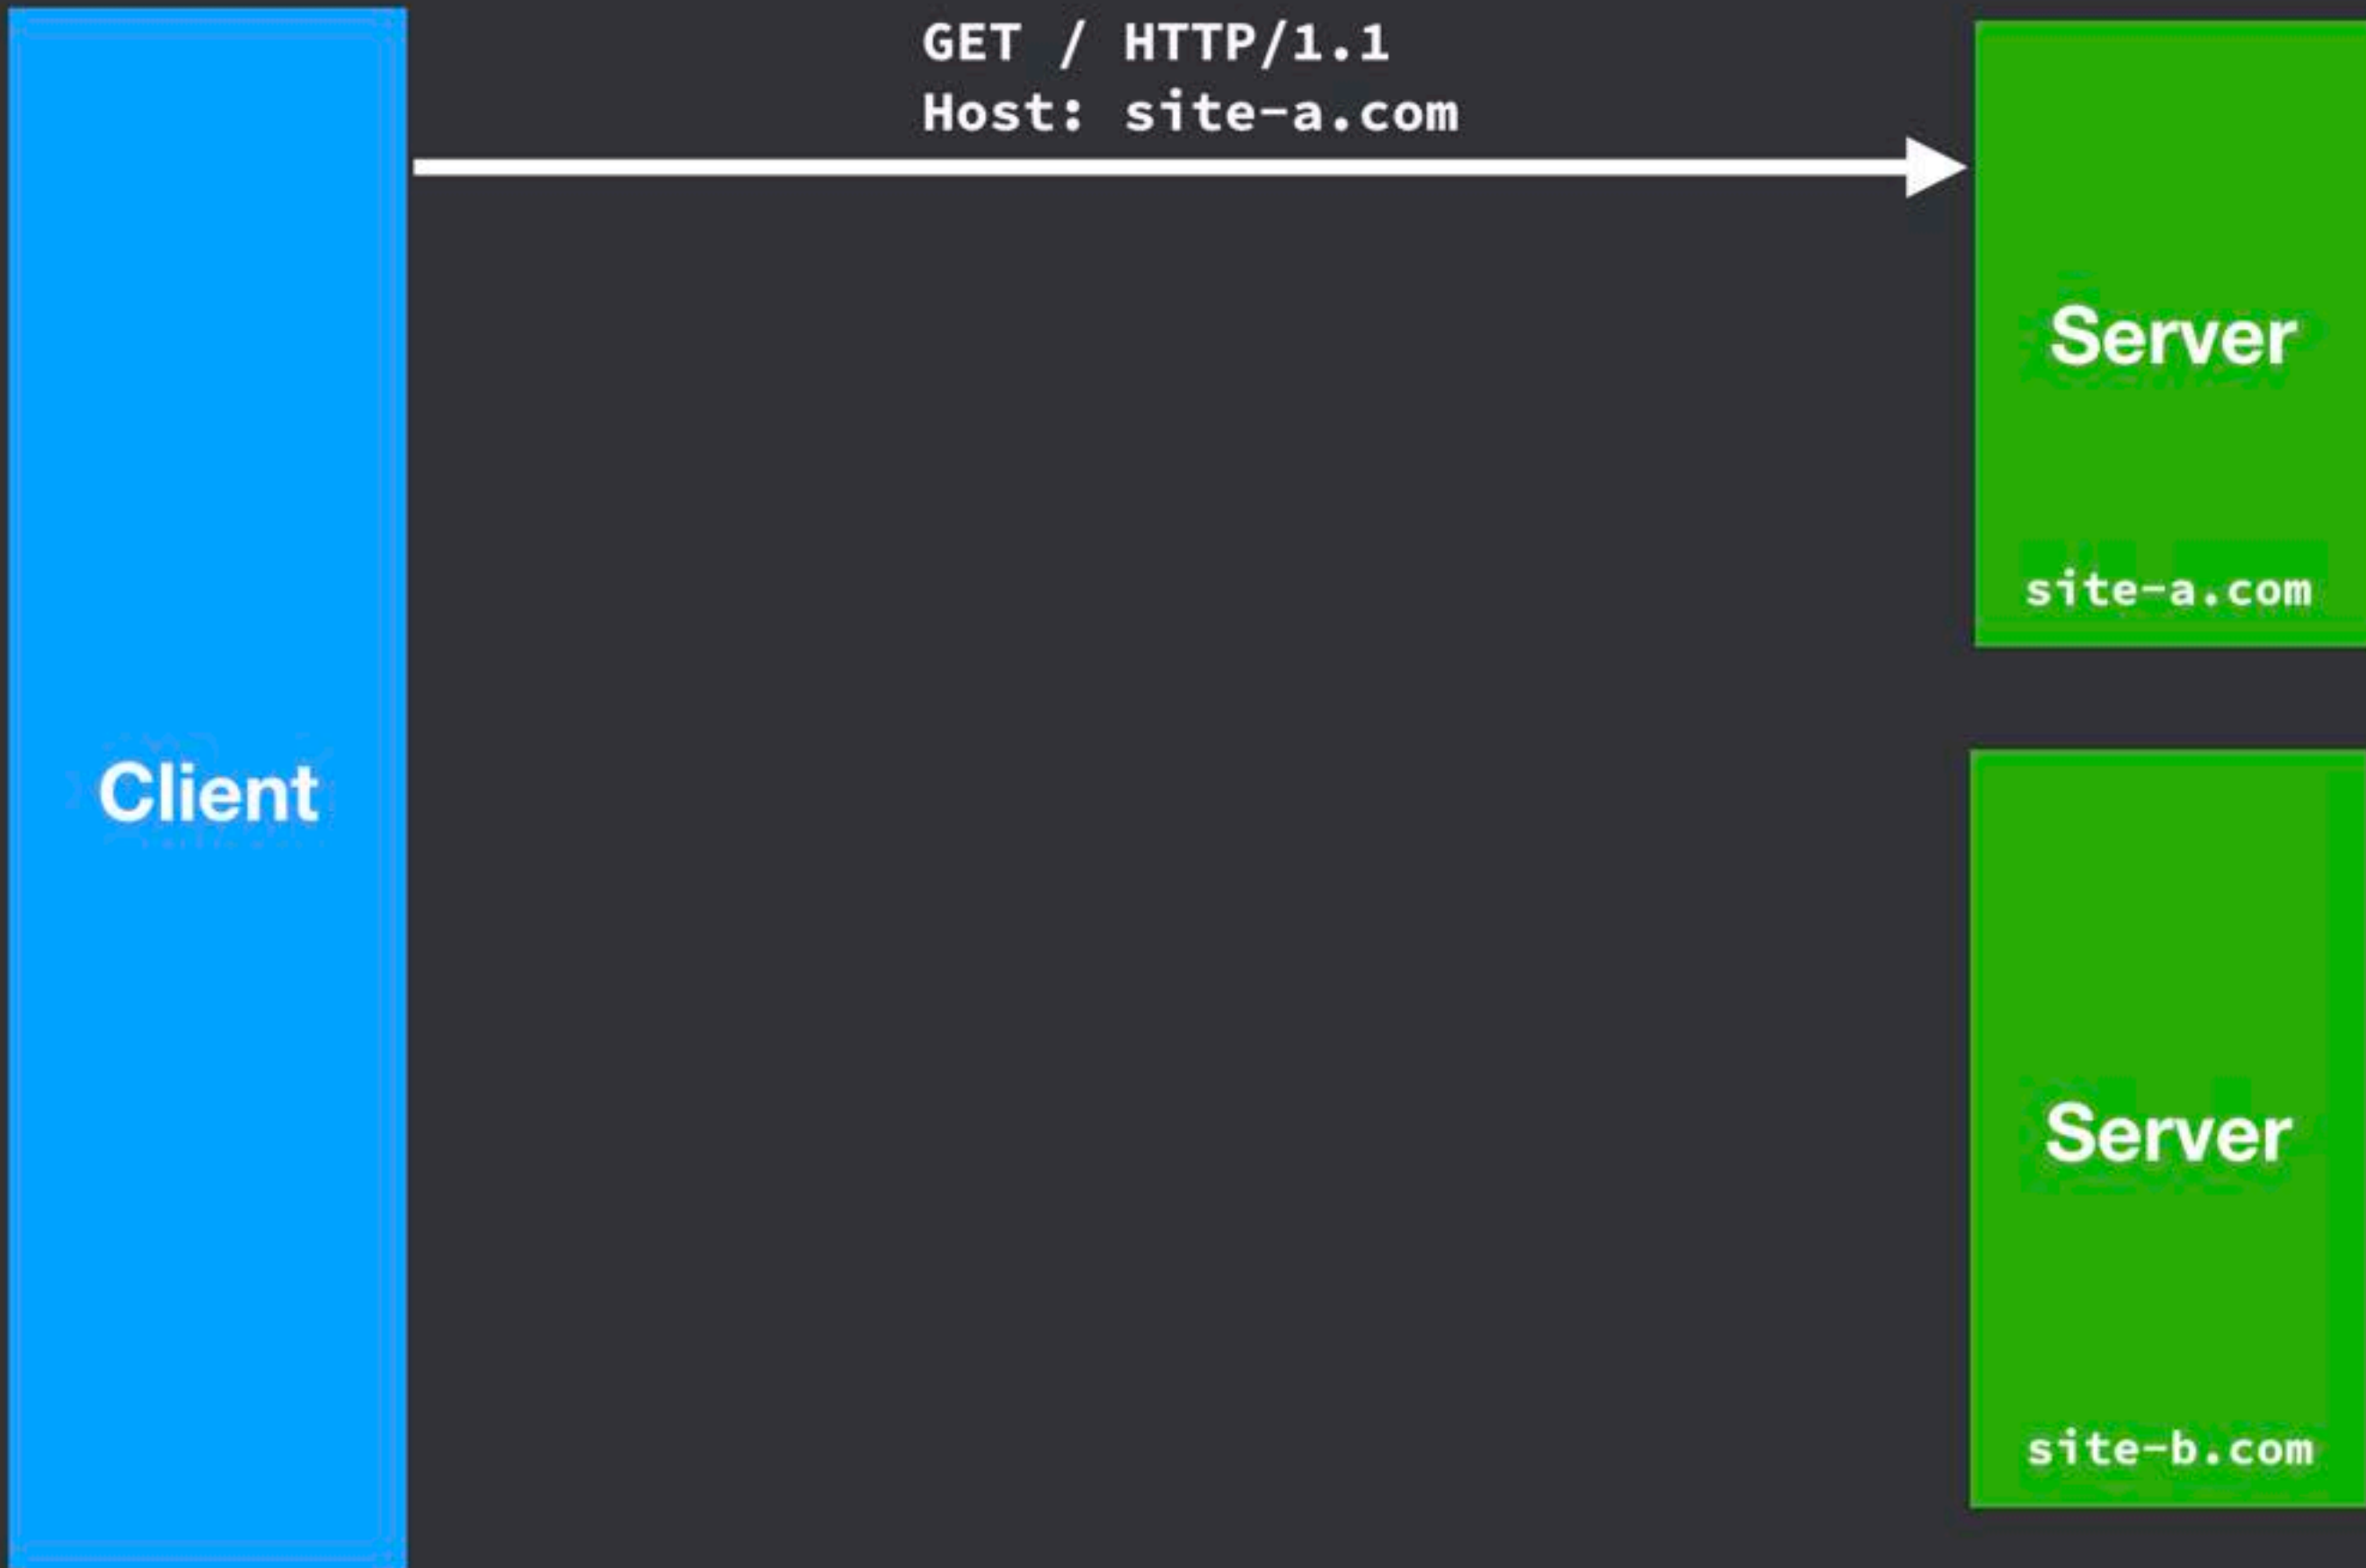 GET / HTTP/1.1
Host: site-a.com
Server
site-a.com
Client
Server
site-b.com